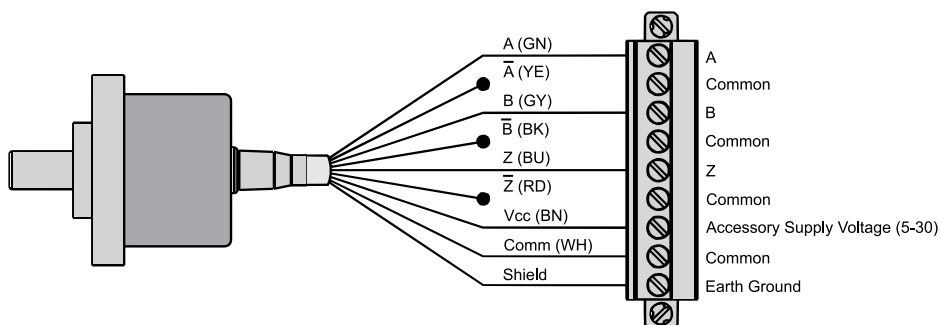 A (GN)
A̅ (YE)
B (GY)
B̅ (BK)
Z (BU)
Z̅ (RD)
Vcc (BN)
Comm (WH)
Shield
A
Common
B
Common
Z
Common
Accessory Supply Voltage (5-30)
Common
Earth Ground